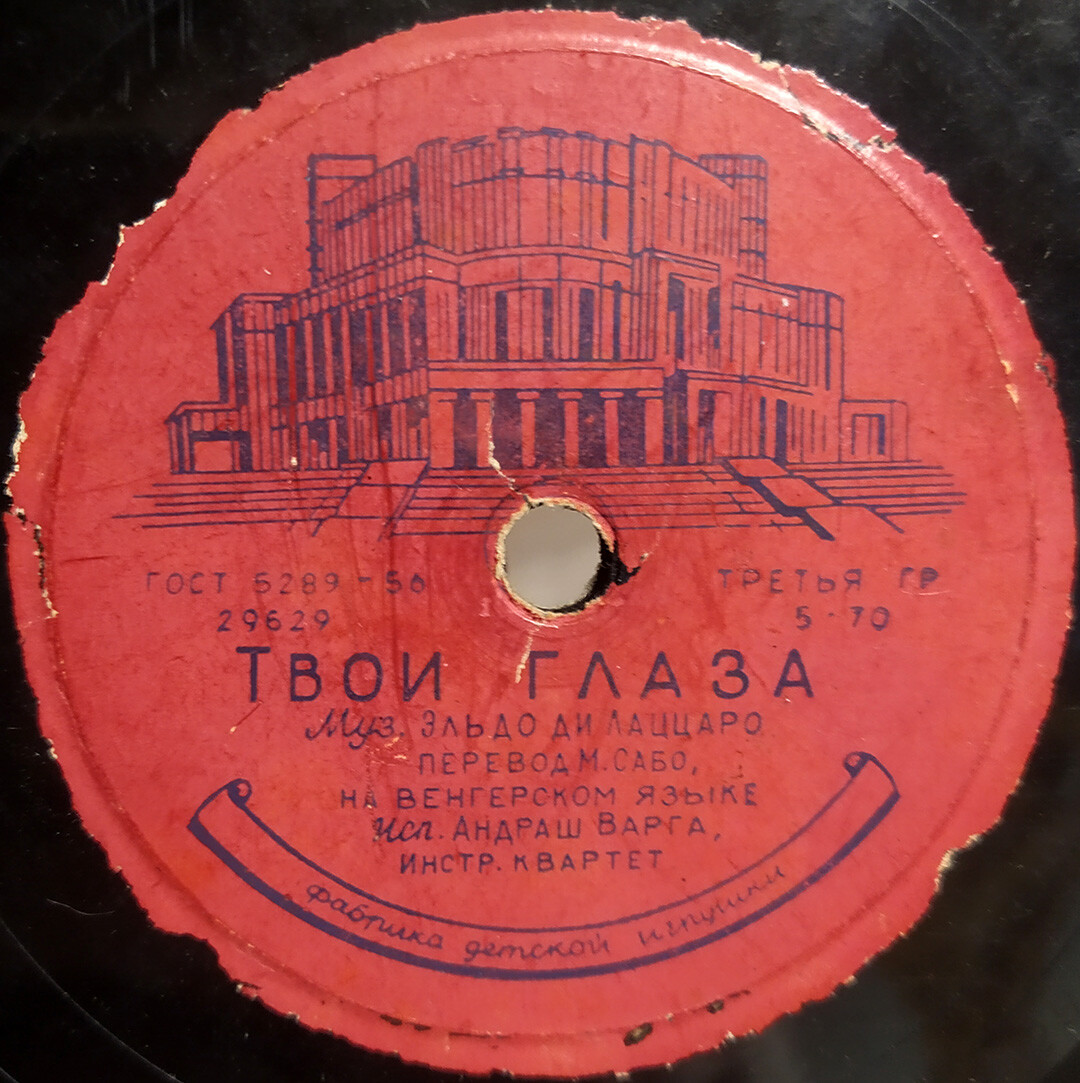 ГОСТ 5289-56
29629
ТРЕТЬЯ ГР
5-70
ТВОИ ГЛАЗА
Муз. ЭЛЬДО ДИ ЛАЦЦАРО
ПЕРЕВОД М. САБО,
НА ВЕНГЕРСКОМ ЯЗЫКЕ
Исп. АНДРАШ ВАРГА,
ИНСТР. КВАРТЕТ
Фабрика детской игрушки